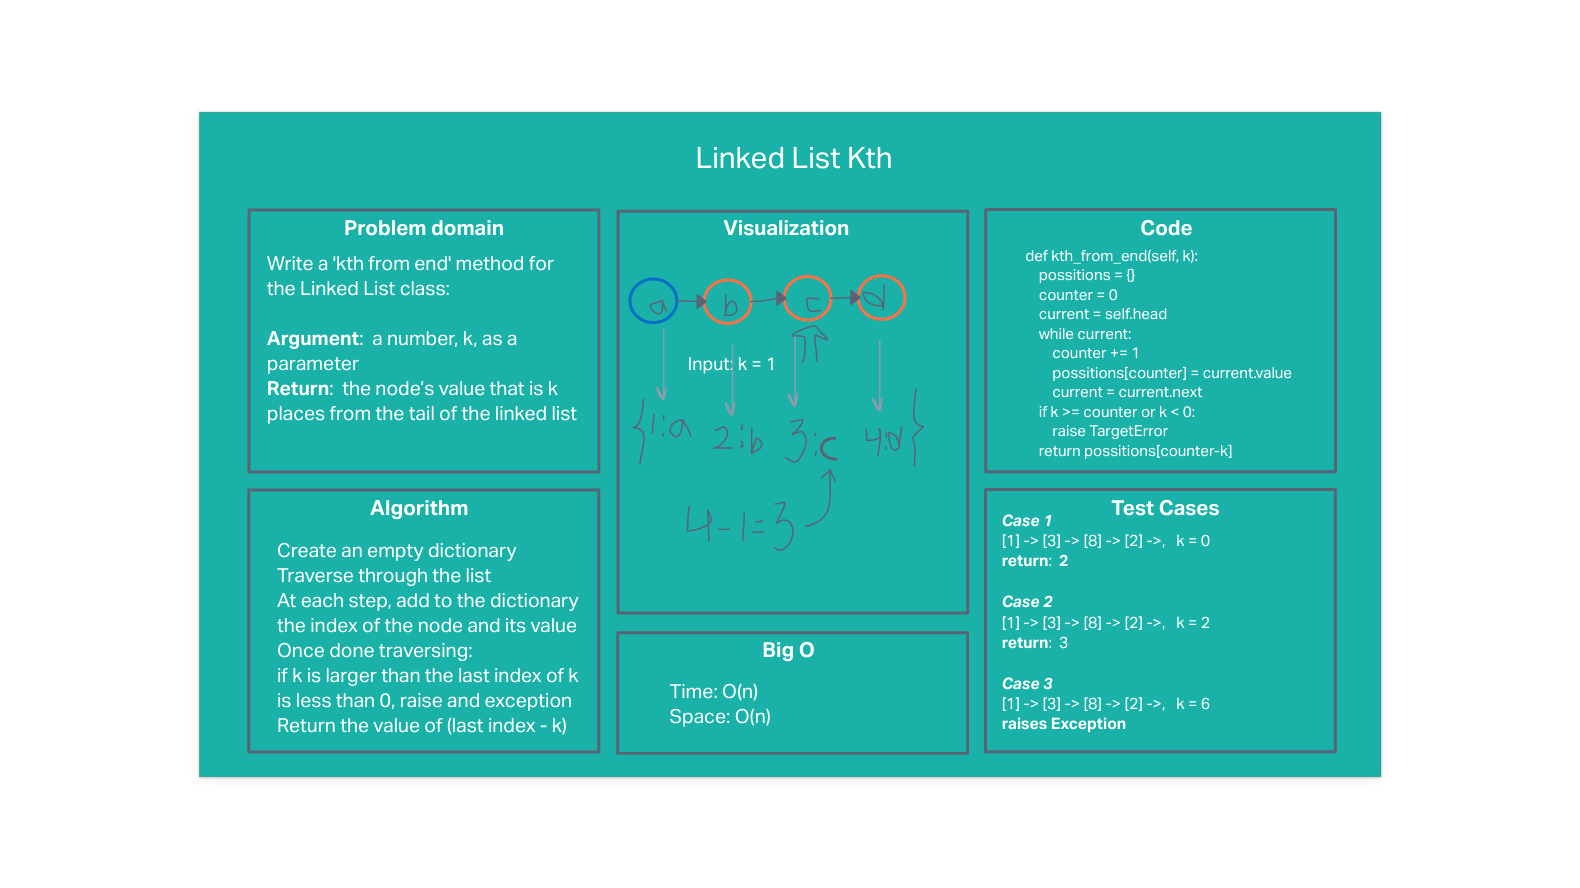 Linked List Kth
Problem domain
Write a 'kth from end' method for
the Linked List class:
Argument:  a number, k, as a
parameter
Return:  the node’s value that is k
places from the tail of the linked list
Algorithm
Create an empty dictionary
Traverse through the list
At each step, add to the dictionary
the index of the node and its value
Once done traversing:
if k is larger than the last index of k
is less than 0, raise and exception
Return the value of (last index - k)
Visualization
a b c d
Input: k = 1
{1:a 2:b 3:c 4:d}
4-1=3
Big O
Time: O(n)
Space: O(n)
Code
def kth_from_end(self, k):
possitions = {}
counter = 0
current = self.head
while current:
counter += 1
possitions[counter] = current.value
current = current.next
if k >= counter or k < 0:
raise TargetError
return possitions[counter-k]
Test Cases
Case 1
[1] -> [3] -> [8] -> [2] ->,  k = 0
return:  2
Case 2
[1] -> [3] -> [8] -> [2] ->,  k = 2
return:  3
Case 3
[1] -> [3] -> [8] -> [2] ->,  k = 6
raises Exception